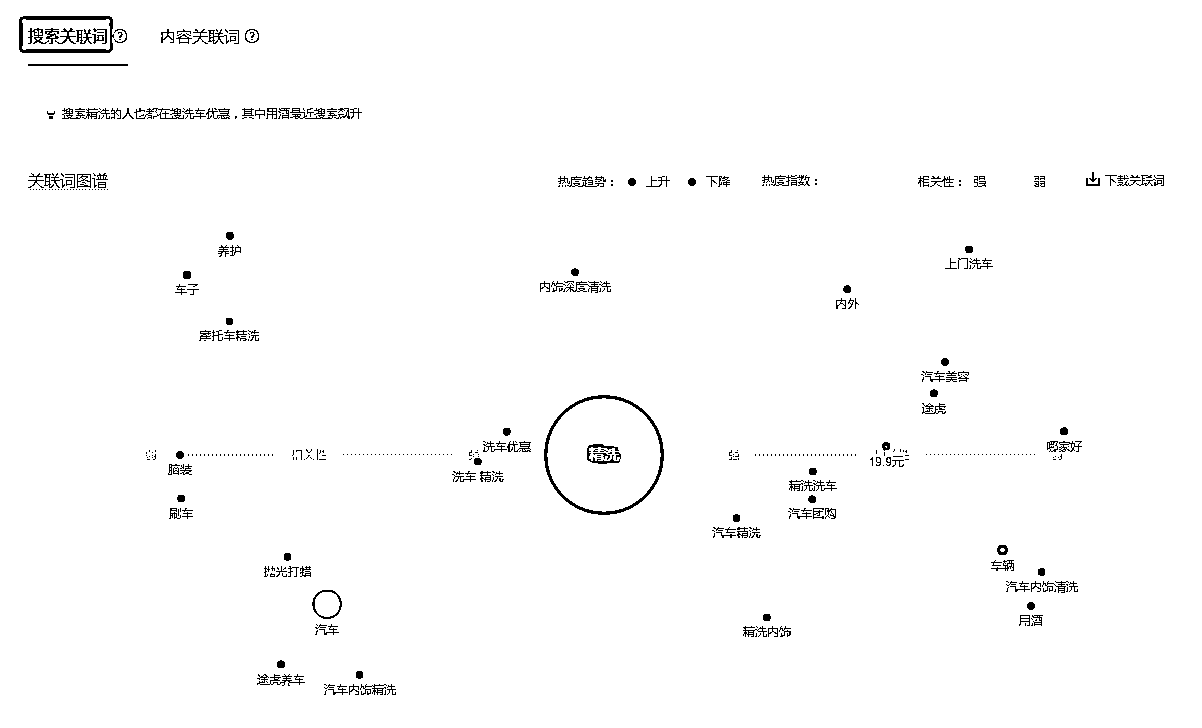 搜索关联词
内容关联词
搜索精洗的人也都在搜洗车优惠，其中用酒最近搜索飙升
关联词图谱
热度趋势： 上升 下降 热度指数： 相关性： 强 弱 下载关联词
养护
上门洗车
车子
内饰深度清洗
内外
摩托车精洗
汽车美容
途虎
洗车优惠
哪家好
精洗
相关性
19.9元
脑装
洗车 精洗
精洗洗车
刷车
汽车团购
汽车精洗
车辆
抛光打蜡
汽车内饰清洗
用酒
汽车
精洗内饰
途虎养车
汽车内饰精洗